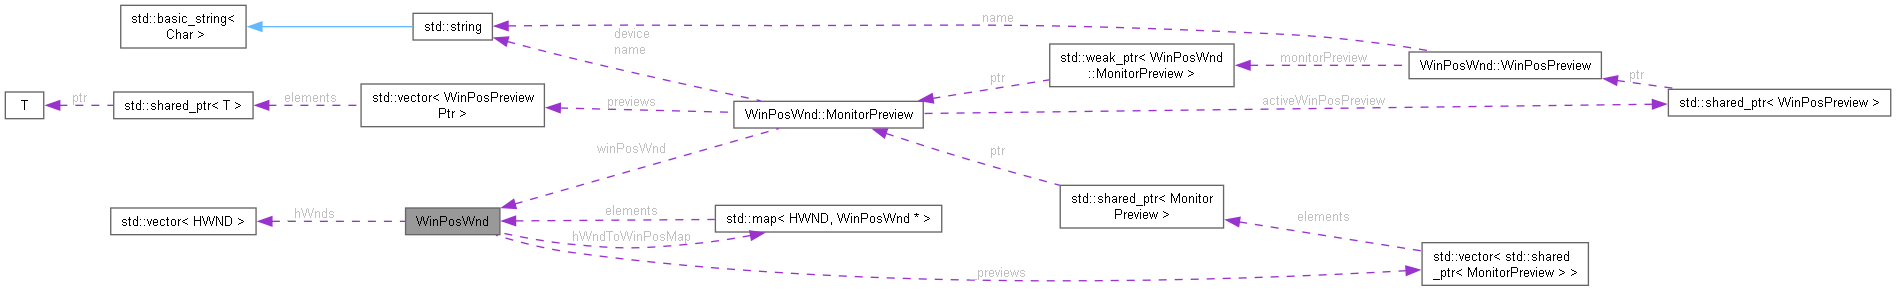 std::basic_string<
Char >
std::string
name
device
name
std::weak_ptr< WinPosWnd
::MonitorPreview >
monitorPreview
WinPosWnd::WinPosPreview
ptr
ptr
T
ptr
std::shared_ptr< T >
elements
std::vector< WinPosPreview
Ptr >
previews
WinPosWnd::MonitorPreview
activeWinPosPreview
std::shared_ptr< WinPosPreview >
winPosWnd
ptr
std::shared_ptr< Monitor
Preview >
std::vector< HWND >
hWnds
WinPosWnd
elements
std::map< HWND, WinPosWnd * >
hWndToWinPosMap
elements
previews
std::vector< std::shared
_ptr< MonitorPreview > >